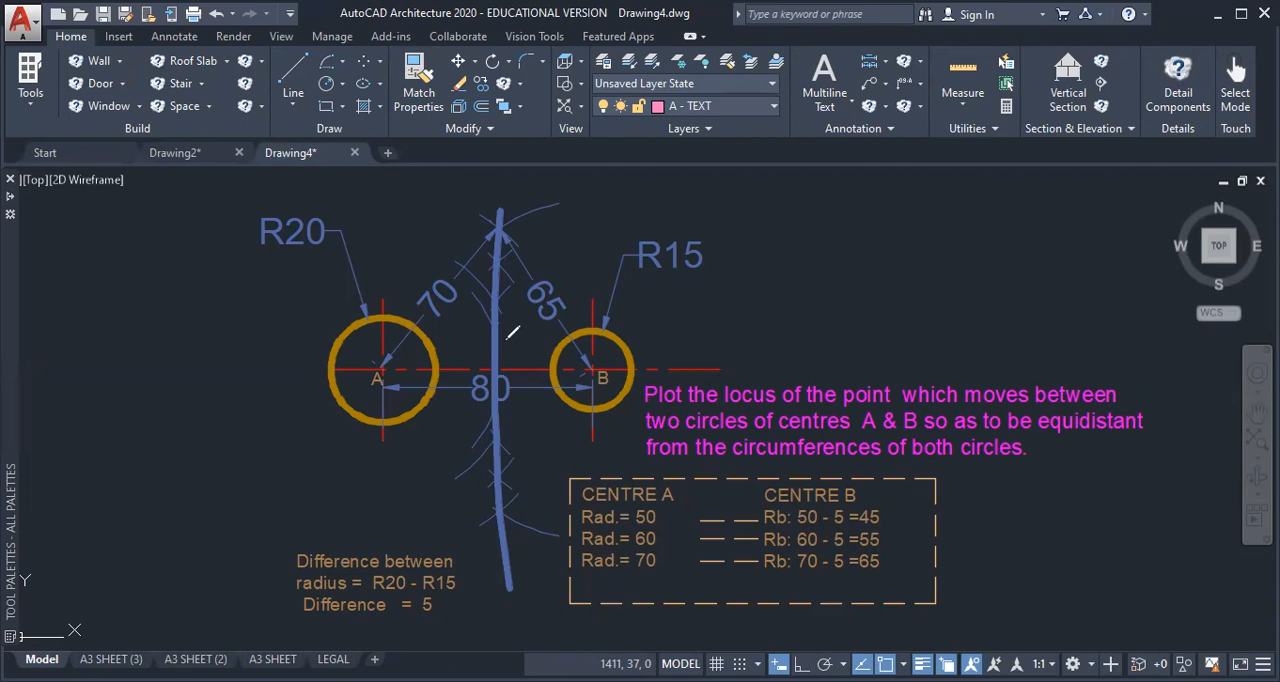 AutoCAD Architecture 2020 - EDUCATIONAL VERSION Drawing4.dwg
Type a keyword or phrase
Sign In
Home Insert Annotate Render View Manage Add-ins Collaborate Vision Tools Featured Apps
Tools
Wall
Door
Window
Roof Slab
Stair
Space
Build
Line
Draw
Match
Properties
Modify
View
Unsaved Layer State
A - TEXT
Layers
Multiline
Text
Annotation
Measure
Utilities
Vertical
Section
Section & Elevation
Detail
Components
Details
Select
Mode
Touch
Start Drawing2* Drawing4*
][Top][2D Wireframe]
N
W TOP E
S
WCS
R20
R15
70
65
A
B
80
Plot the locus of the point which moves between
two circles of centres A & B so as to be equidistant
from the circumferences of both circles.
CENTRE A CENTRE B
Rad.= 50 Rb: 50 - 5 =45
Rad.= 60 Rb: 60 - 5 =55
Rad.= 70 Rb: 70 - 5 =65
Difference between
radius = R20 - R15
Difference = 5
TOOL PALETTES - ALL PALETTES
Y
X
Model A3 SHEET (3) A3 SHEET (2) A3 SHEET LEGAL
1411, 37, 0 MODEL 1:1 +0